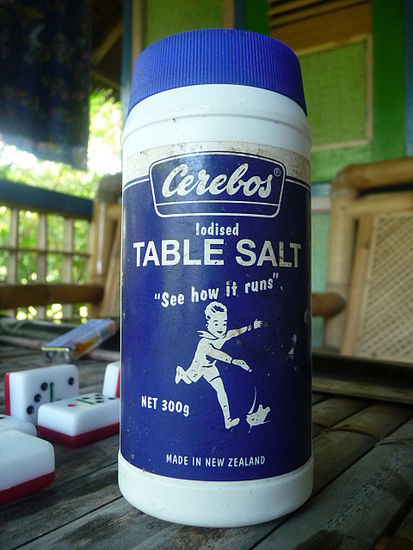 Cerebos®
Iodised
TABLE SALT
"See how it runs".
NET 300g
MADE IN NEW ZEALAND